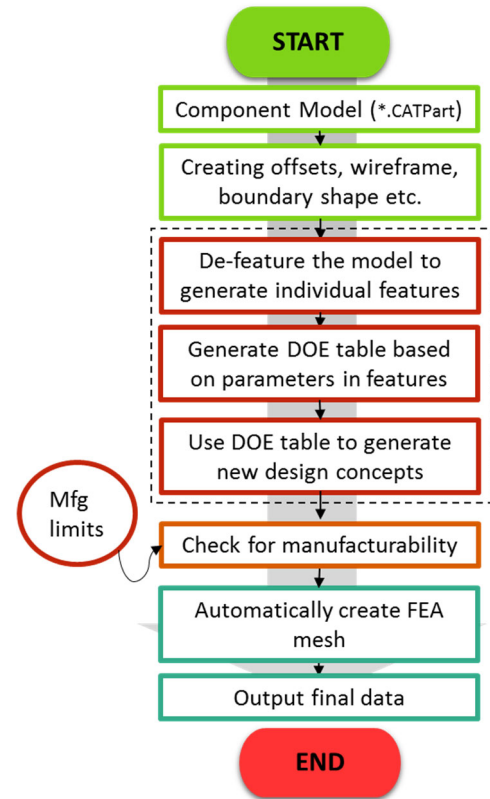 START
Component Model (*.CATPart)
Creating offsets, wireframe,
boundary shape etc.
De-feature the model to
generate individual features
Generate DOE table based
on parameters in features
Use DOE table to generate
new design concepts
Mfg
limits
Check for manufacturability
Automatically create FEA
mesh
Output final data
END